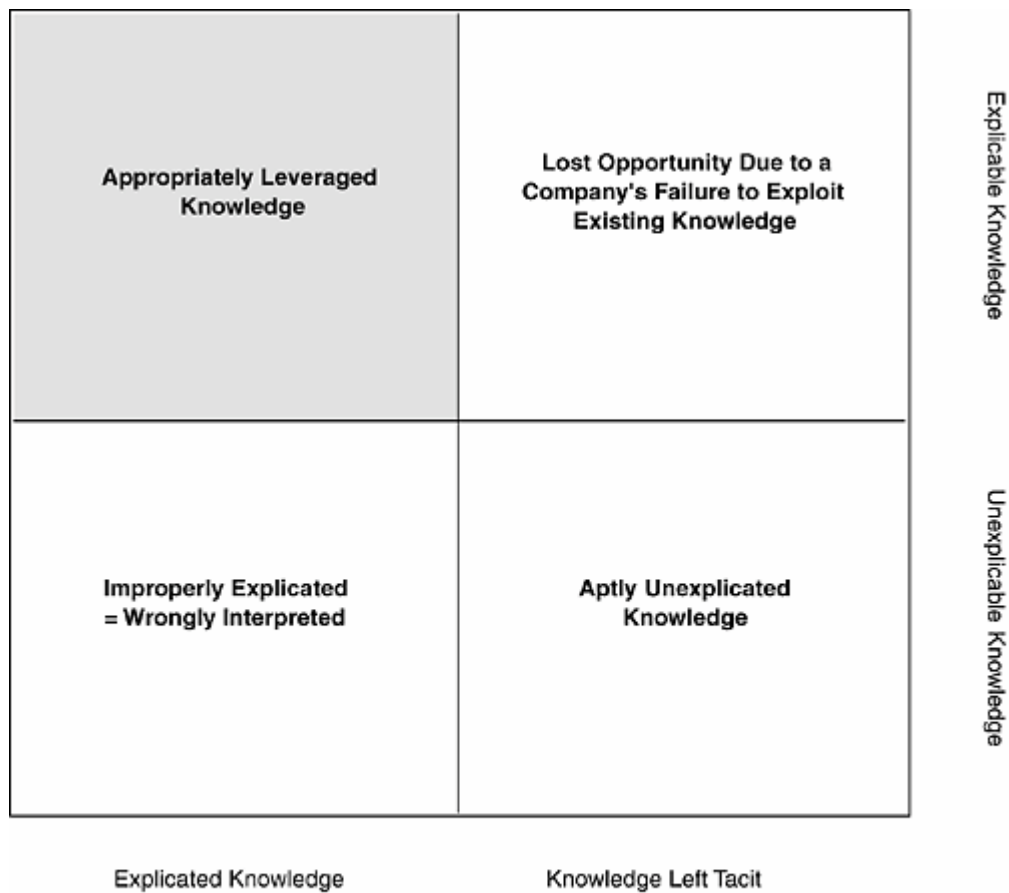 Appropriately Leveraged
Knowledge
Lost Opportunity Due to a
Company's Failure to Exploit
Existing Knowledge
Explicable Knowledge
Improperly Explicated
= Wrongly Interpreted
Aptly Unexplicated
Knowledge
Unexplicable Knowledge
Explicated Knowledge
Knowledge Left Tacit